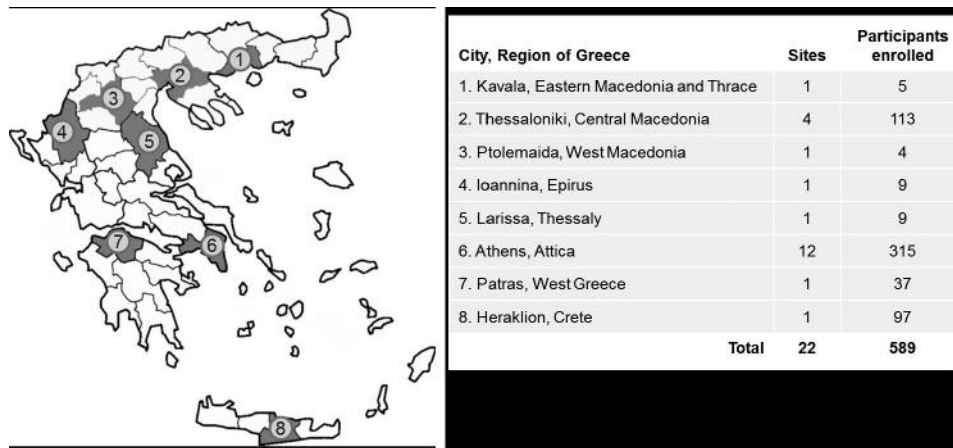 1
2
3
4
5
6
7
8
City, Region of Greece Sites Participants enrolled
1. Kavala, Eastern Macedonia and Thrace 1 5
2. Thessaloniki, Central Macedonia 4 113
3. Ptolemaida, West Macedonia 1 4
4. Ioannina, Epirus 1 9
5. Larissa, Thessaly 1 9
6. Athens, Attica 12 315
7. Patras, West Greece 1 37
8. Heraklion, Crete 1 97
Total 22 589